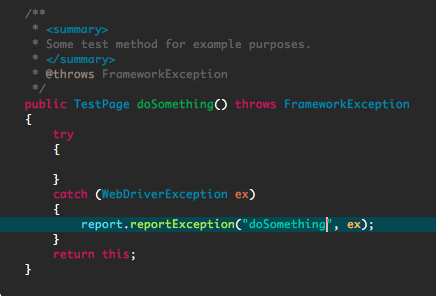 /**
 * <summary>
 * Some test method for example purposes.
 * </summary>
 * @throws FrameworkException
 */
public TestPage doSomething() throws FrameworkException
{
    try
    {
    }
    catch (WebDriverException ex)
    {
        report.reportException("doSomething", ex);
    }
    return this;
}